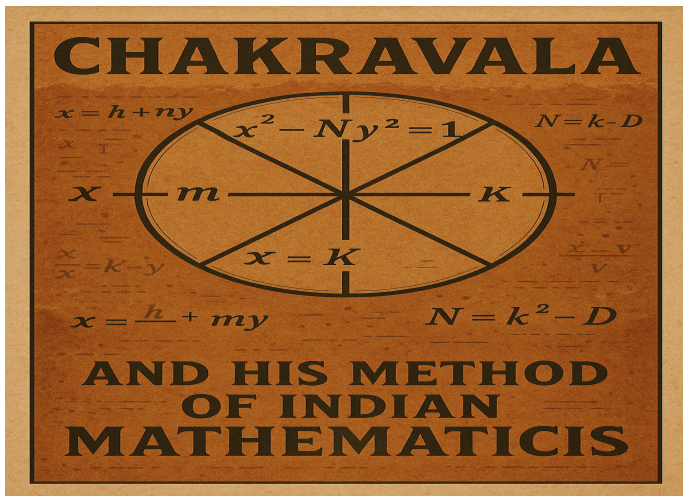 CHAKRAVALA
x = h + ny
x² − Ny² = 1
N = k - D
x
m
K
x = K
x = h + my
N = k² − D
AND HIS METHOD
OF INDIAN
MATHEMATICIS